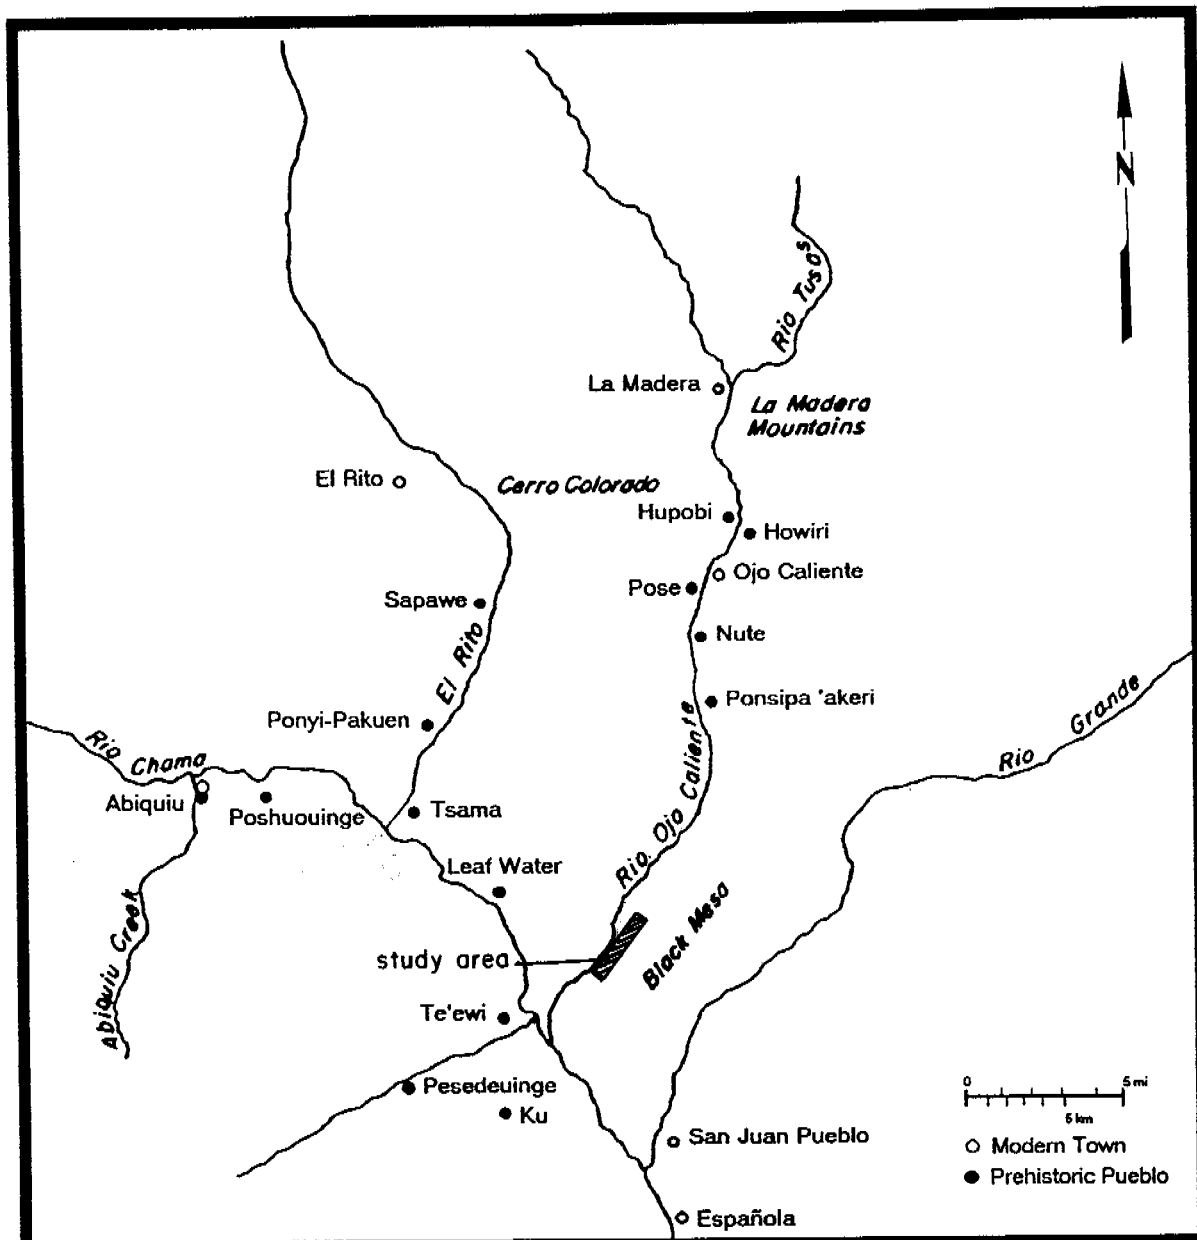 N
Rio Tusas
La Madera
La Madera
Mountains
El Rito
Cerro Colorado
Hupobi
Howiri
Ojo Caliente
Pose
Sapawe
El Rito
Nute
Ponsipa 'akeri
Ponyi-Pakuen
Rio Grande
Rio Chama
Rio Ojo Caliente
Abiquiu
Poshuouinge
Tsama
Leaf Water
Black Mesa
Abiquiu Creek
study area
Te'ewi
Pesedeuinge
Ku
0 5 mi
5 km
San Juan Pueblo
Modern Town
Prehistoric Pueblo
Española